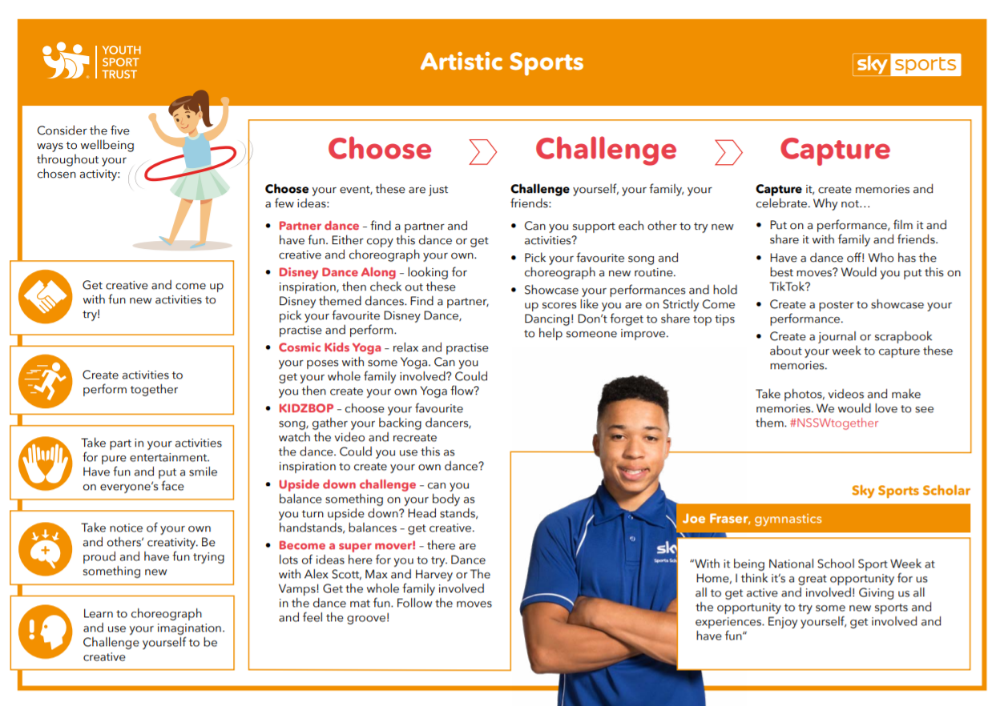 YOUTH
SPORT
TRUST
Artistic Sports
sky sports
Consider the five
ways to wellbeing
throughout your
chosen activity:
Get creative and come up
with fun new activities to
try!
Create activities to
perform together
Take part in your activities
for pure entertainment.
Have fun and put a smile
on everyone's face
Take notice of your own
and others' creativity. Be
proud and have fun trying
something new
Learn to choreograph
and use your imagination.
Challenge yourself to be
creative
Choose
Choose your event, these are just
a few ideas:
• Partner dance – find a partner and
have fun. Either copy this dance or get
creative and choreograph your own.
• Disney Dance Along – looking for
inspiration, then check out these
Disney themed dances. Find a partner,
pick your favourite Disney Dance,
practise and perform.
• Cosmic Kids Yoga – relax and practise
your poses with some Yoga. Can you
get your whole family involved? Could
you then create your own Yoga flow?
• KIDZBOP – choose your favourite
song, gather your backing dancers,
watch the video and recreate
the dance. Could you use this as
inspiration to create your own dance?
• Upside down challenge – can you
balance something on your body as
you turn upside down? Head stands,
handstands, balances – get creative.
• Become a super mover! – there are
lots of ideas here for you to try. Dance
with Alex Scott, Max and Harvey or The
Vamps! Get the whole family involved
in the dance mat fun. Follow the moves
and feel the groove!
Challenge
Challenge yourself, your family, your
friends:
• Can you support each other to try new
activities?
• Pick your favourite song and
choreograph a new routine.
• Showcase your performances and hold
up scores like you are on Strictly Come
Dancing! Don't forget to share top tips
to help someone improve.
Capture
Capture it, create memories and
celebrate. Why not…
• Put on a performance, film it and
share it with family and friends.
• Have a dance off! Who has the
best moves? Would you put this on
TikTok?
• Create a poster to showcase your
performance.
• Create a journal or scrapbook
about your week to capture these
memories.
Take photos, videos and make
memories. We would love to see
them. #NSSWtogether
Sky Sports Scholar
Joe Fraser, gymnastics
"With it being National School Sport Week at
Home, I think it's a great opportunity for us
all to get active and involved! Giving us all
the opportunity to try some new sports and
experiences. Enjoy yourself, get involved and
have fun"
sk
Sports Sch